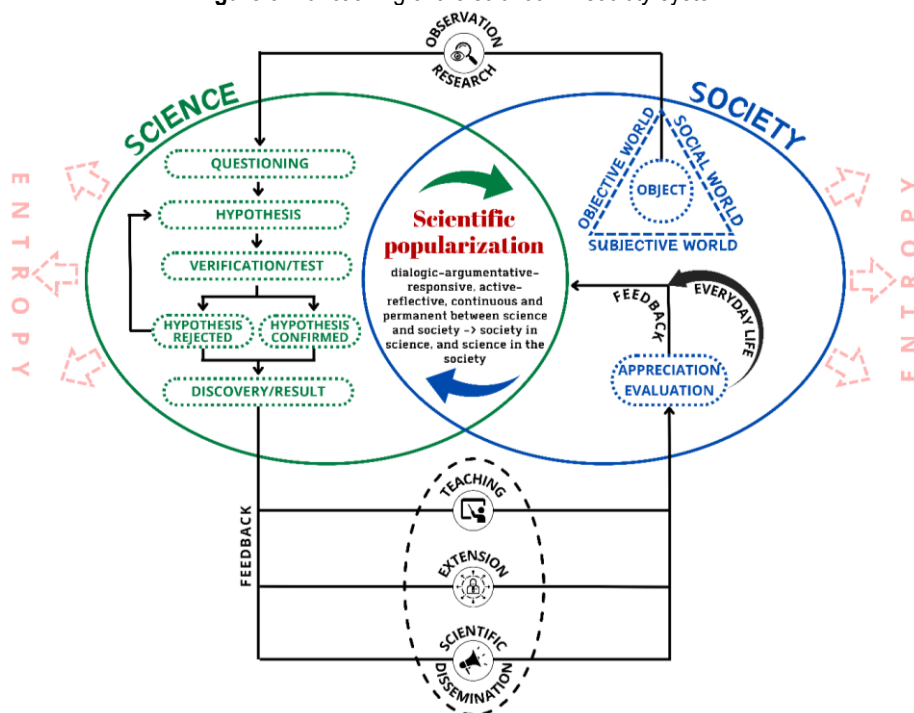 OBSERVATION
RESEARCH
SCIENCE
SOCIETY
ENTROPY
QUESTIONING
HYPOTHESIS
VERIFICATION/TEST
HYPOTHESIS
REJECTED
HYPOTHESIS
CONFIRMED
DISCOVERY/RESULT
Scientific
popularization
dialogic-argumentative-
responsive, active-
reflective, continuous and
permanent between science
and society -> society in
science, and science in the
society
OBJECTIVE WORLD
SOCIAL WORLD
OBJECT
SUBJECTIVE WORLD
FEEDBACK
EVERYDAY LIFE
APPRECIATION
EVALUATION
ENTROPY
FEEDBACK
TEACHING
EXTENSION
SCIENTIFIC
DISSEMINATION